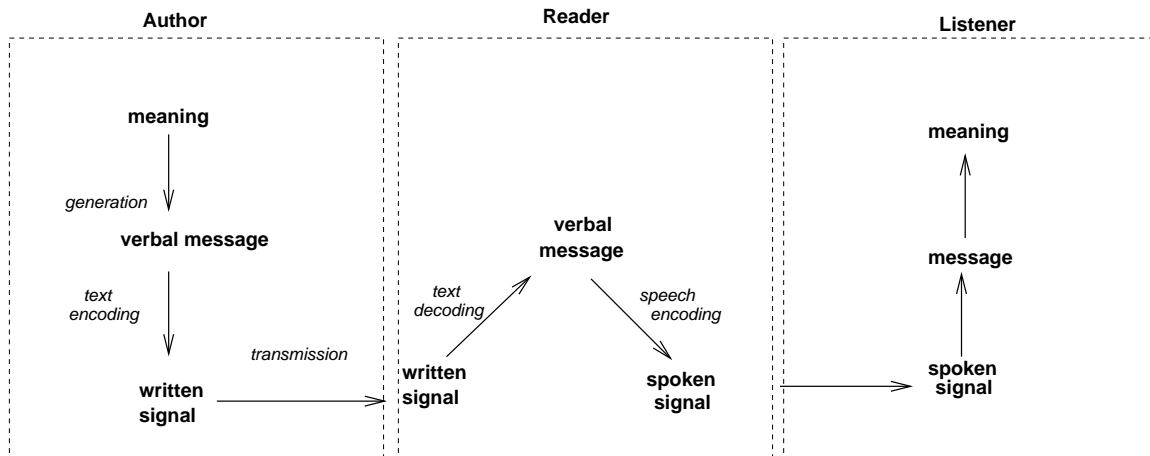 Author
meaning
generation
verbal message
text
encoding
written
signal
transmission
Reader
verbal
message
text
decoding
speech
encoding
written
signal
spoken
signal
Listener
meaning
message
spoken
signal